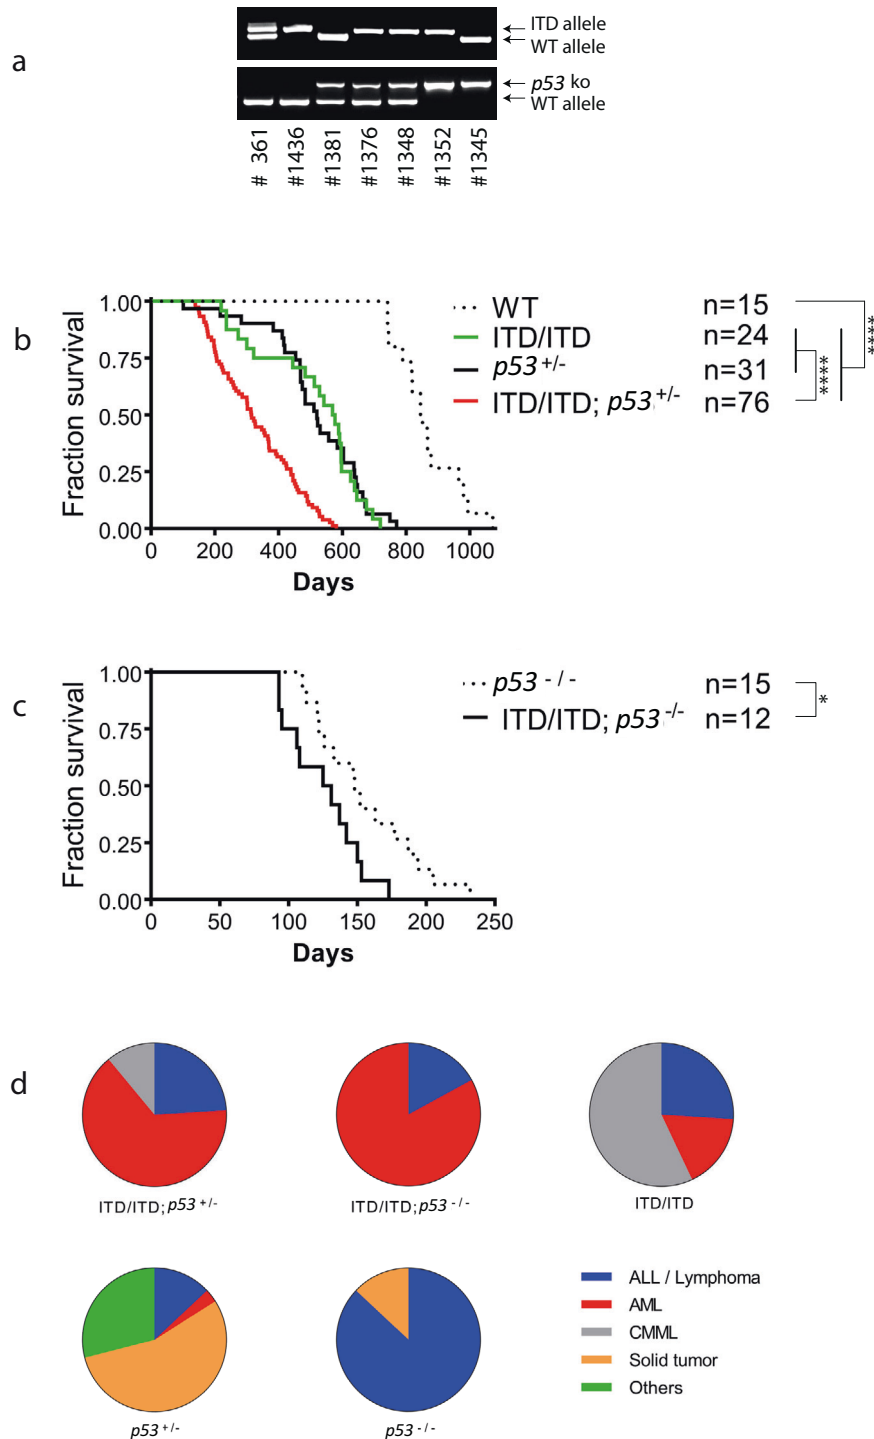 a
ITD allele
WT allele
p53 ko
WT allele
# 361
#1436
#1381
#1376
#1348
#1352
#1345
b
Fraction survival
1.00
0.75
0.50
0.25
0.00
0 200 400 600 800 1000
Days
WT n=15
ITD/ITD n=24
p53+/- n=31
ITD/ITD; p53+/- n=76
****
****
c
Fraction survival
1.00
0.75
0.50
0.25
0.00
0 50 100 150 200 250
Days
p53-/- n=15
ITD/ITD; p53-/- n=12
*
d
ITD/ITD; p53+/-
ITD/ITD; p53-/-
ITD/ITD
p53+/-
p53-/-
ALL / Lymphoma
AML
CMML
Solid tumor
Others